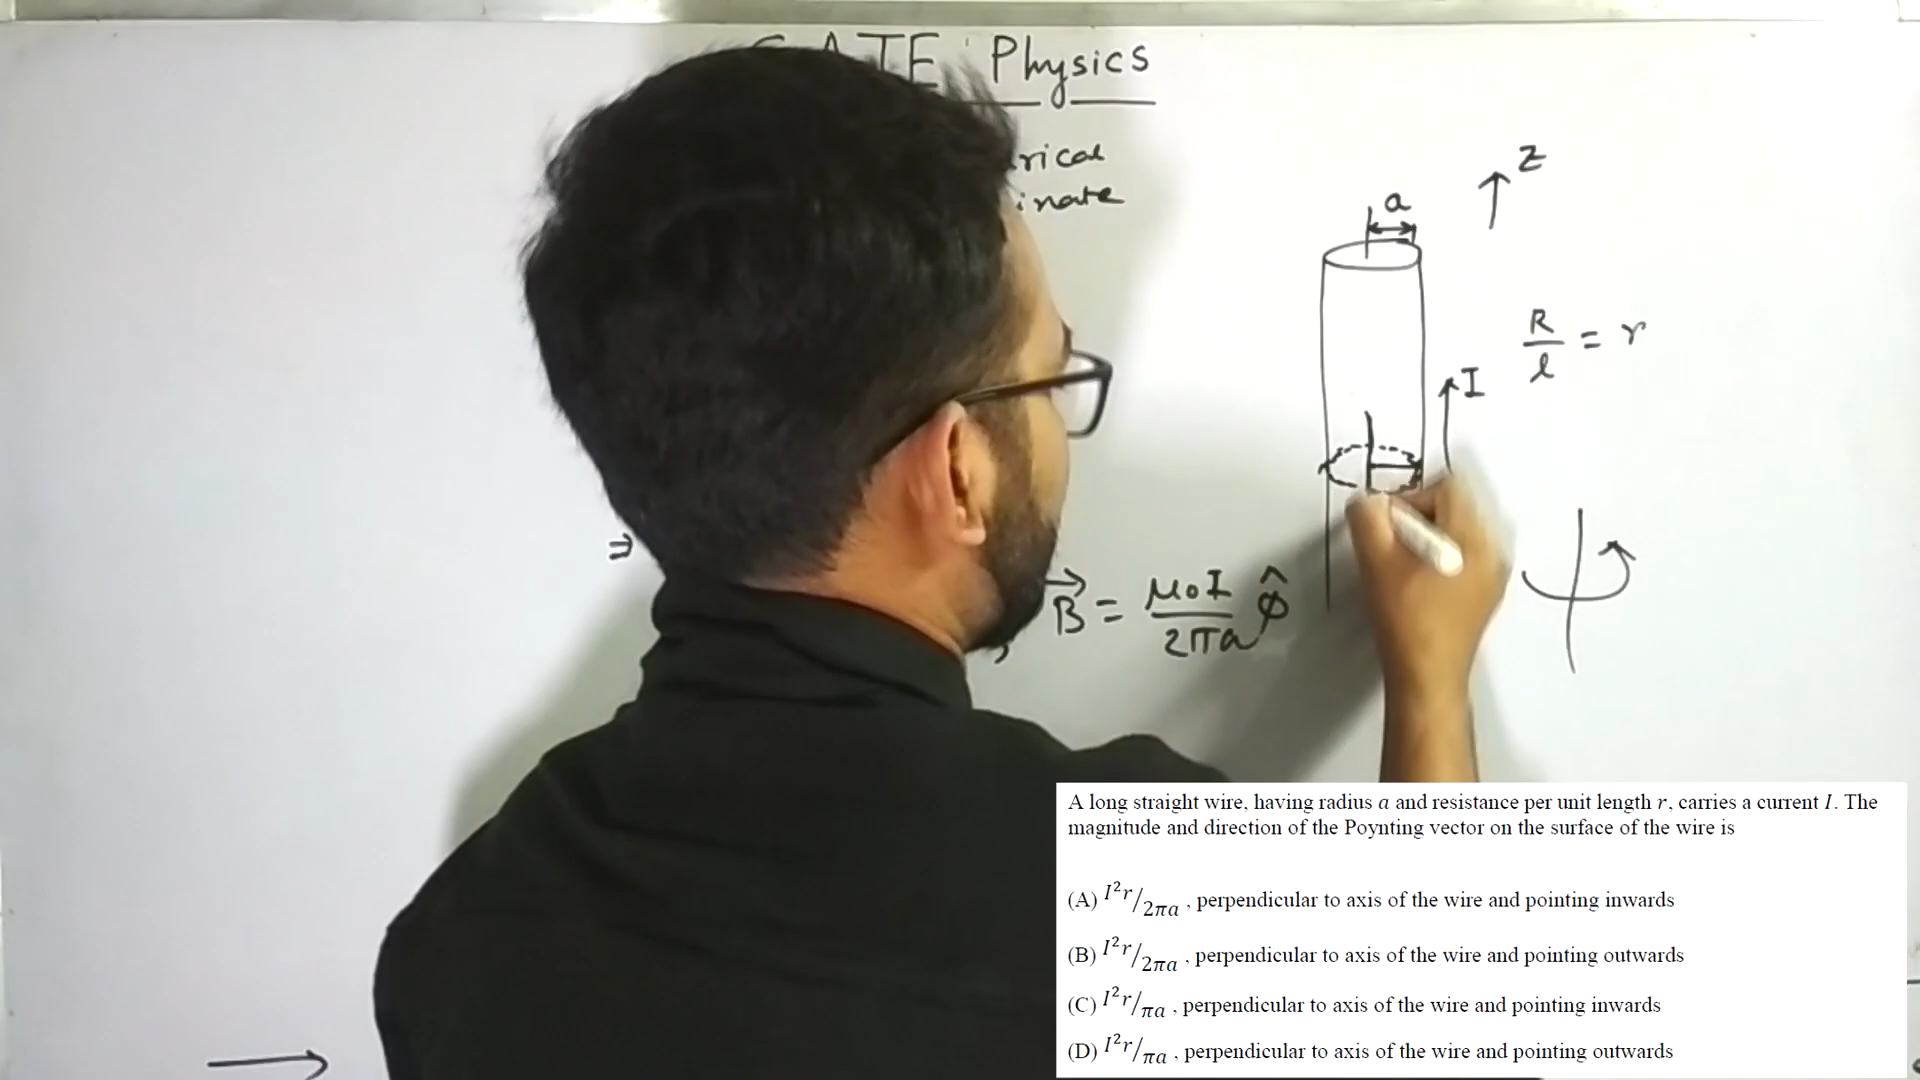 GATE Physics
a
Z
R/l = r
I
⇒
, B⃗ = μ₀I/2πa φ̂
A long straight wire, having radius a and resistance per unit length r, carries a current I. The
magnitude and direction of the Poynting vector on the surface of the wire is
(A) I²r/2πa , perpendicular to axis of the wire and pointing inwards
(B) I²r/2πa , perpendicular to axis of the wire and pointing outwards
(C) I²r/πa , perpendicular to axis of the wire and pointing inwards
(D) I²r/πa , perpendicular to axis of the wire and pointing outwards